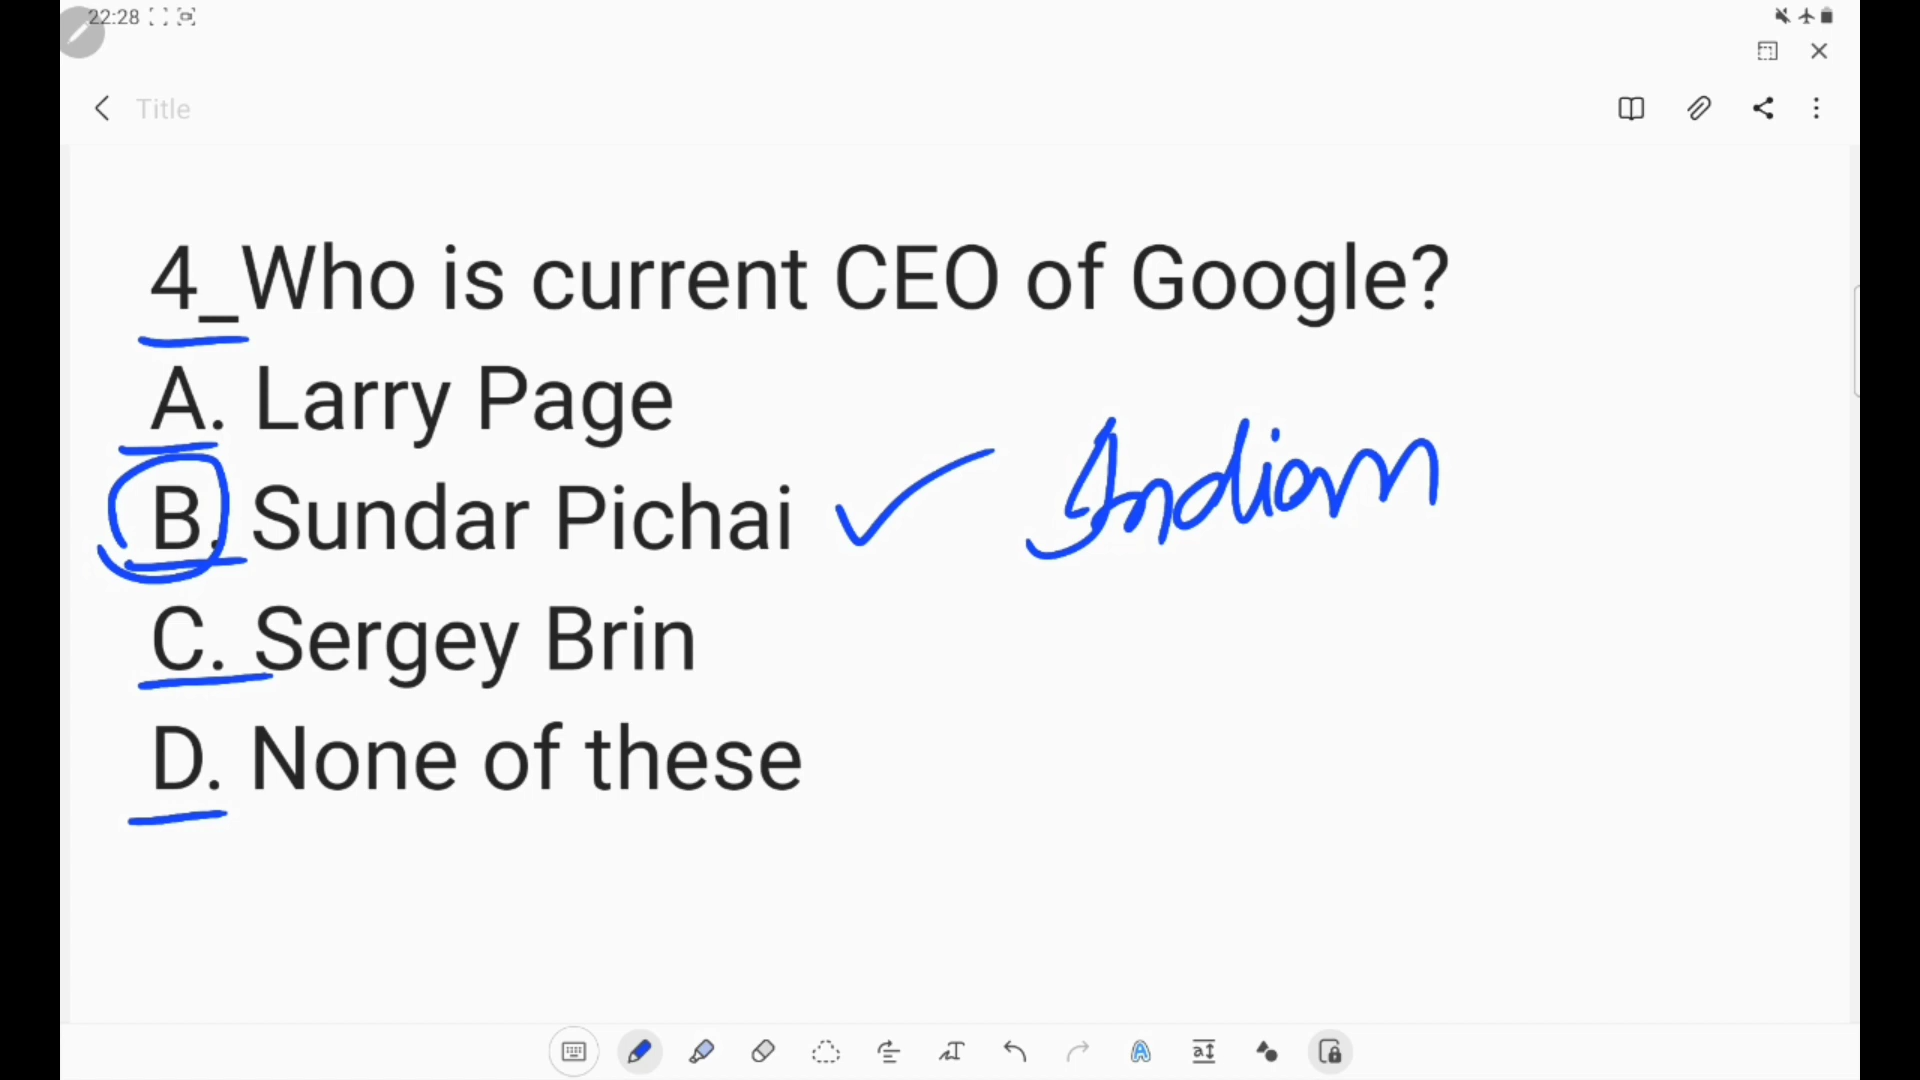 22:28
Title
4_Who is current CEO of Google?
A. Larry Page
B. Sundar Pichai Indian
C. Sergey Brin
D. None of these